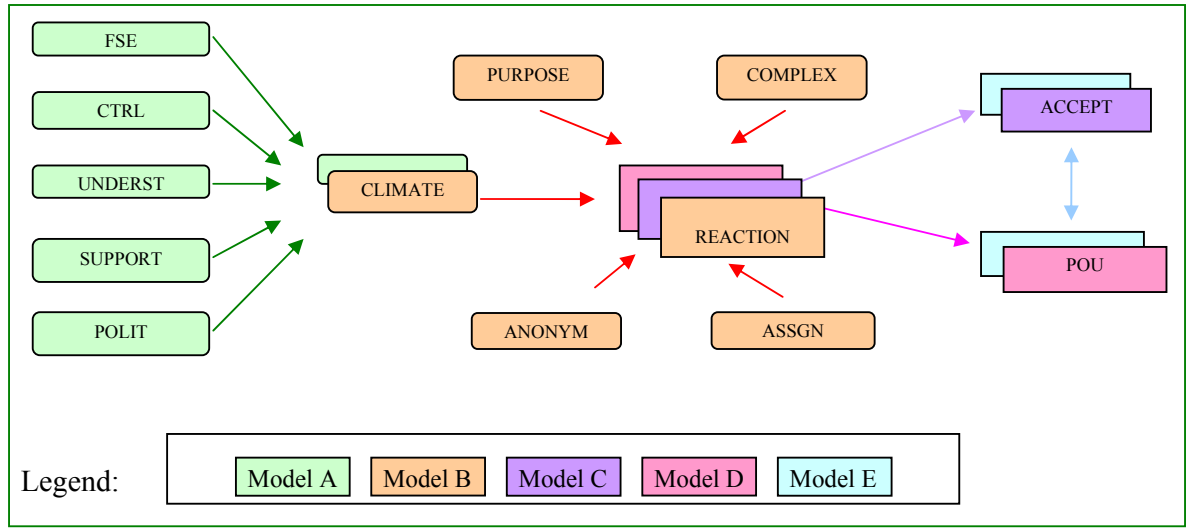 FSE
CTRL
UNDERST
SUPPORT
POLIT
CLIMATE
PURPOSE
COMPLEX
REACTION
ANONYM
ASSGN
ACCEPT
POU
Legend:
Model A
Model B
Model C
Model D
Model E